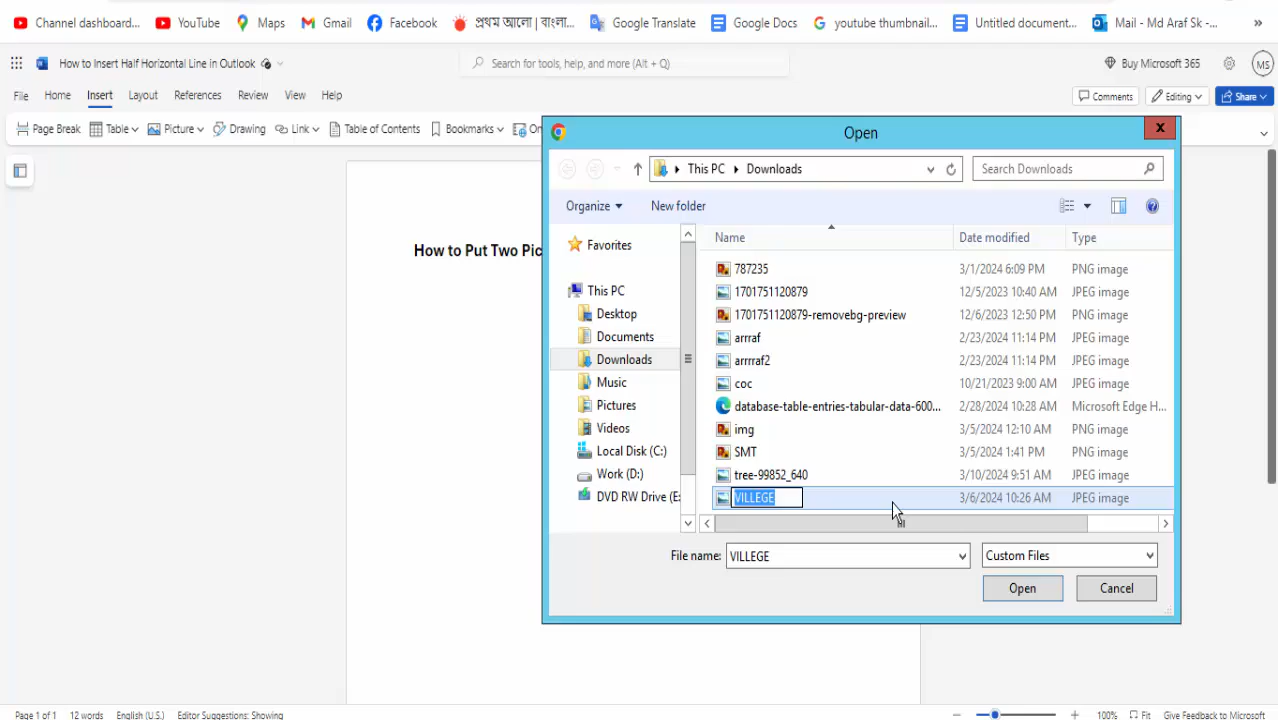 Channel dashboard... YouTube Maps Gmail Facebook প্রথম আলো | বাংলা... Google Translate Google Docs youtube thumbnail... Untitled document... Mail - Md Araf Sk -... »
How to Insert Half Horizontal Line in Outlook Search for tools, help, and more (Alt + Q) Buy Microsoft 365 MS
File Home Insert Layout References Review View Help Comments Editing Share
Page Break Table Picture Drawing Link Table of Contents Bookmarks On
Open x
This PC Downloads Search Downloads
Organize New folder
Favorites
This PC
Desktop
Documents
Downloads
Music
Pictures
Videos
Local Disk (C:)
Work (D:)
DVD RW Drive (E:
Name Date modified Type
787235 3/1/2024 6:09 PM PNG image
1701751120879 12/5/2023 10:40 AM JPEG image
1701751120879-removebg-preview 12/6/2023 12:50 PM PNG image
arrraf 2/23/2024 11:14 PM JPEG image
arrrraf2 2/23/2024 11:14 PM JPEG image
coc 10/21/2023 9:00 AM JPEG image
database-table-entries-tabular-data-600... 2/28/2024 10:28 AM Microsoft Edge H...
img 3/5/2024 12:10 AM PNG image
SMT 3/5/2024 1:41 PM PNG image
tree-99852_640 3/10/2024 9:51 AM JPEG image
VILLEGE 3/6/2024 10:26 AM JPEG image
File name: VILLEGE Custom Files
Open Cancel
How to Put Two Pic
Page 1 of 1 12 words English (U.S.) Editor Suggestions: Showing 100% Fit Give Feedback to Microsoft